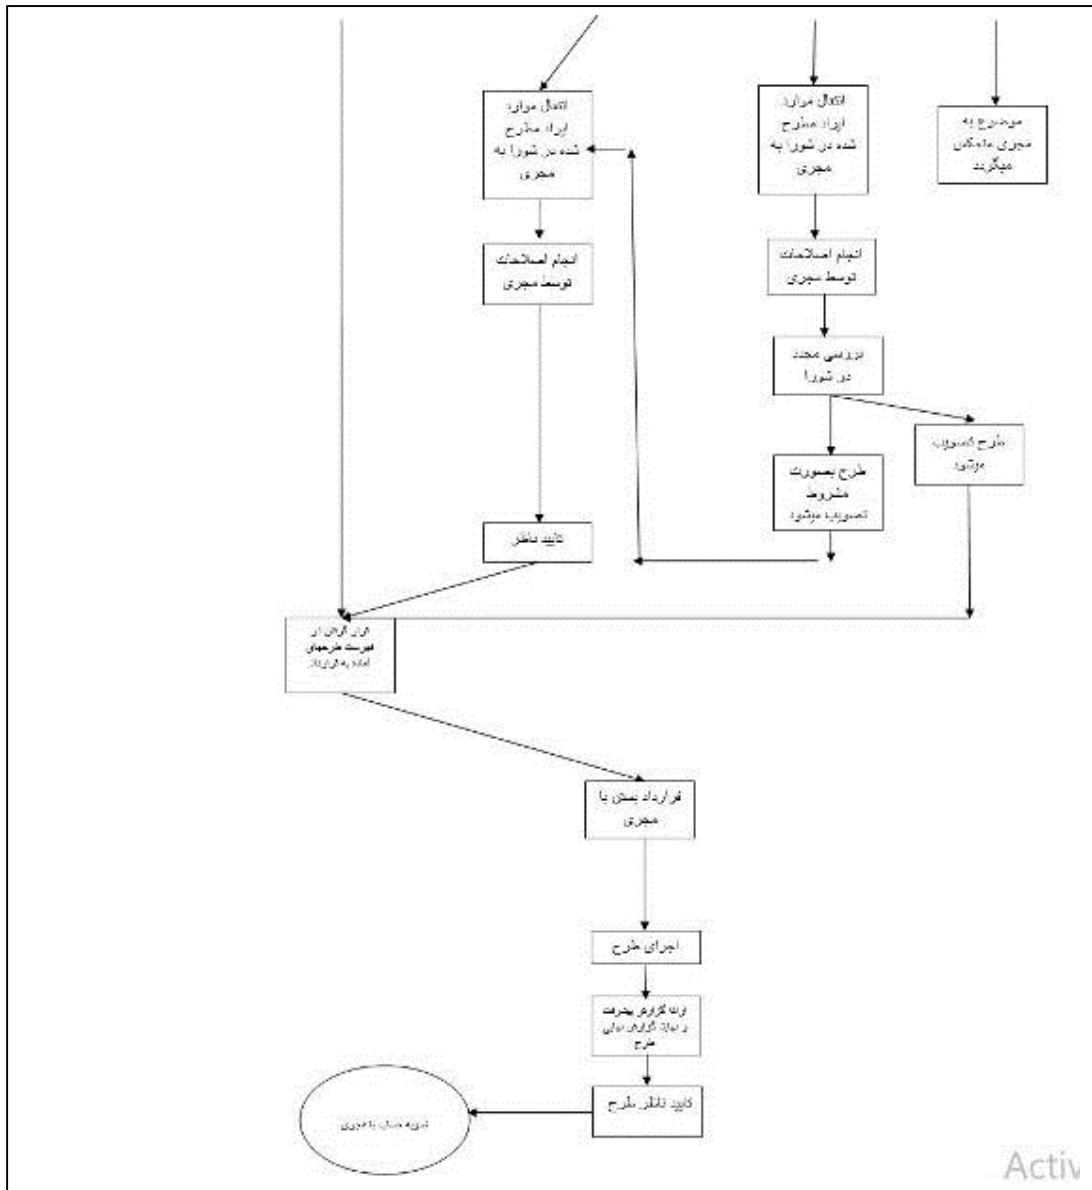 انتقال موارد
ایراد مطرح
شده در شورا به
مجری
موضوع به
مجری منعکس
میگردد
انتقال موارد
ایراد مطرح
شده در شورا به
مجری
انجام اصلاحات
توسط مجری
انجام اصلاحات
توسط مجری
بررسی مجدد
در شورا
طرح تصویب
میشود
طرح بصورت
مشروط
تصویب میشود
تایید ناظر
قرار گرفتن در
فهرست طرحهای
آماده به قرارداد
قرارداد بستن با
مجری
اجرای طرح
ارائه گزارش پیشرفت
و نهایتا گزارش نهایی
طرح
تایید ناظر طرح
تسویه حساب با مجری
Activ